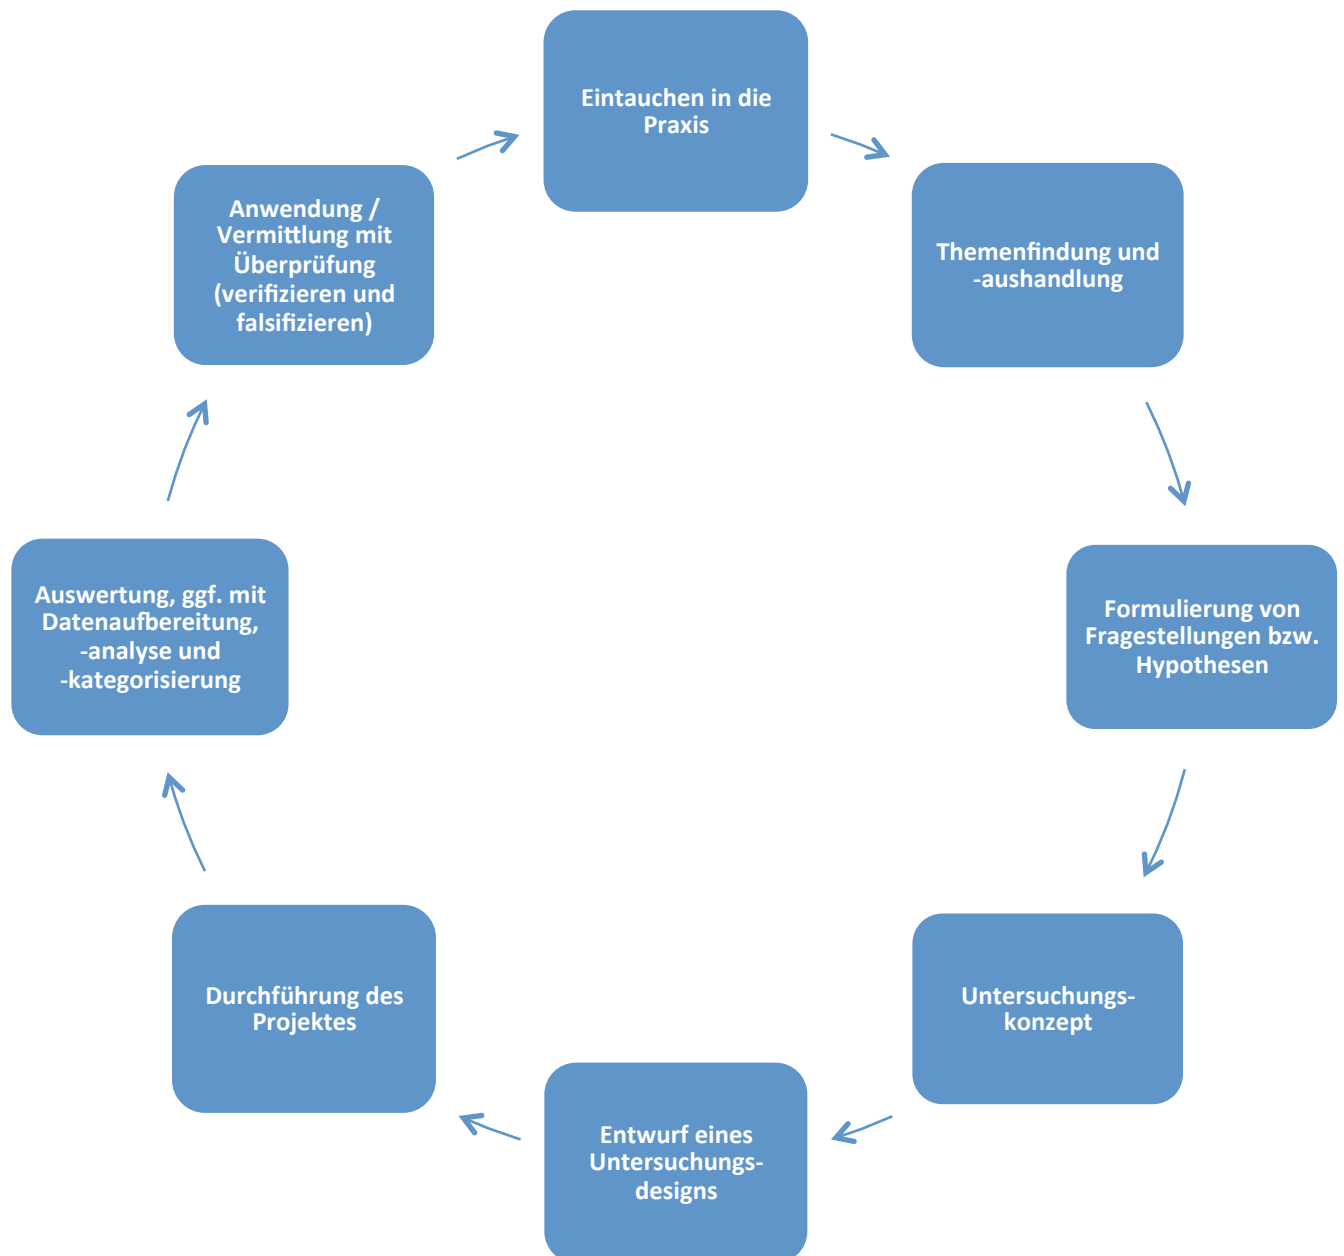 Eintauchen in die
Praxis
Themenfindung und
-aushandlung
Formulierung von
Fragestellungen bzw.
Hypothesen
Untersuchungs-
konzept
Entwurf eines
Untersuchungs-
designs
Durchführung des
Projektes
Auswertung, ggf. mit
Datenaufbereitung,
-analyse und
-kategorisierung
Anwendung /
Vermittlung mit
Überprüfung
(verifizieren und
falsifizieren)